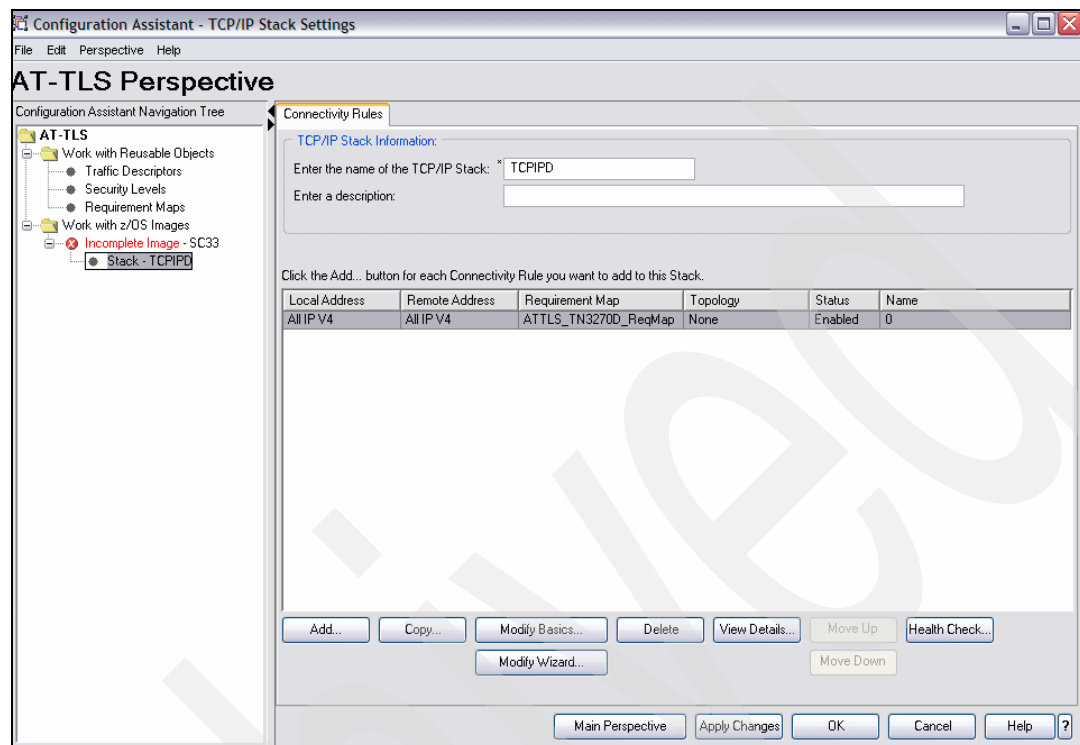 Configuration Assistant - TCP/IP Stack Settings
File Edit Perspective Help
AT-TLS Perspective
Configuration Assistant Navigation Tree
AT-TLS
Work with Reusable Objects
Traffic Descriptors
Security Levels
Requirement Maps
Work with z/OS Images
Incomplete Image - SC33
Stack - TCPIPD
Connectivity Rules
TCP/IP Stack Information:
Enter the name of the TCP/IP Stack: * TCPIPD
Enter a description:
Click the Add... button for each Connectivity Rule you want to add to this Stack.
Local Address Remote Address Requirement Map Topology Status Name
All IP V4 All IP V4 ATTLS_TN3270D_ReqMap None Enabled 0
Add... Copy... Modify Basics... Delete View Details... Move Up Health Check...
Modify Wizard... Move Down
Main Perspective Apply Changes OK Cancel Help ?